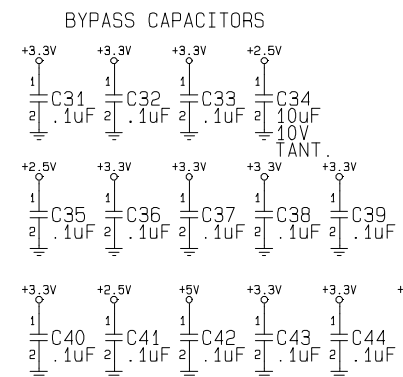 BYPASS CAPACITORS
+3.3V +3.3V +3.3V +2.5V
1 1 1 1
C31 C32 C33 C34
2 .1uF 2 .1uF 2 .1uF 2 10uF
10V
TANT.
+2.5V +3.3V +3.3V +3.3V +3.3V
1 1 1 1 1
C35 C36 C37 C38 C39
2 .1uF 2 .1uF 2 .1uF 2 .1uF 2 .1uF
+3.3V +2.5V +5V +3.3V +3.3V +
1 1 1 1 1
C40 C41 C42 C43 C44
2 .1uF 2 .1uF 2 .1uF 2 .1uF 2 .1uF